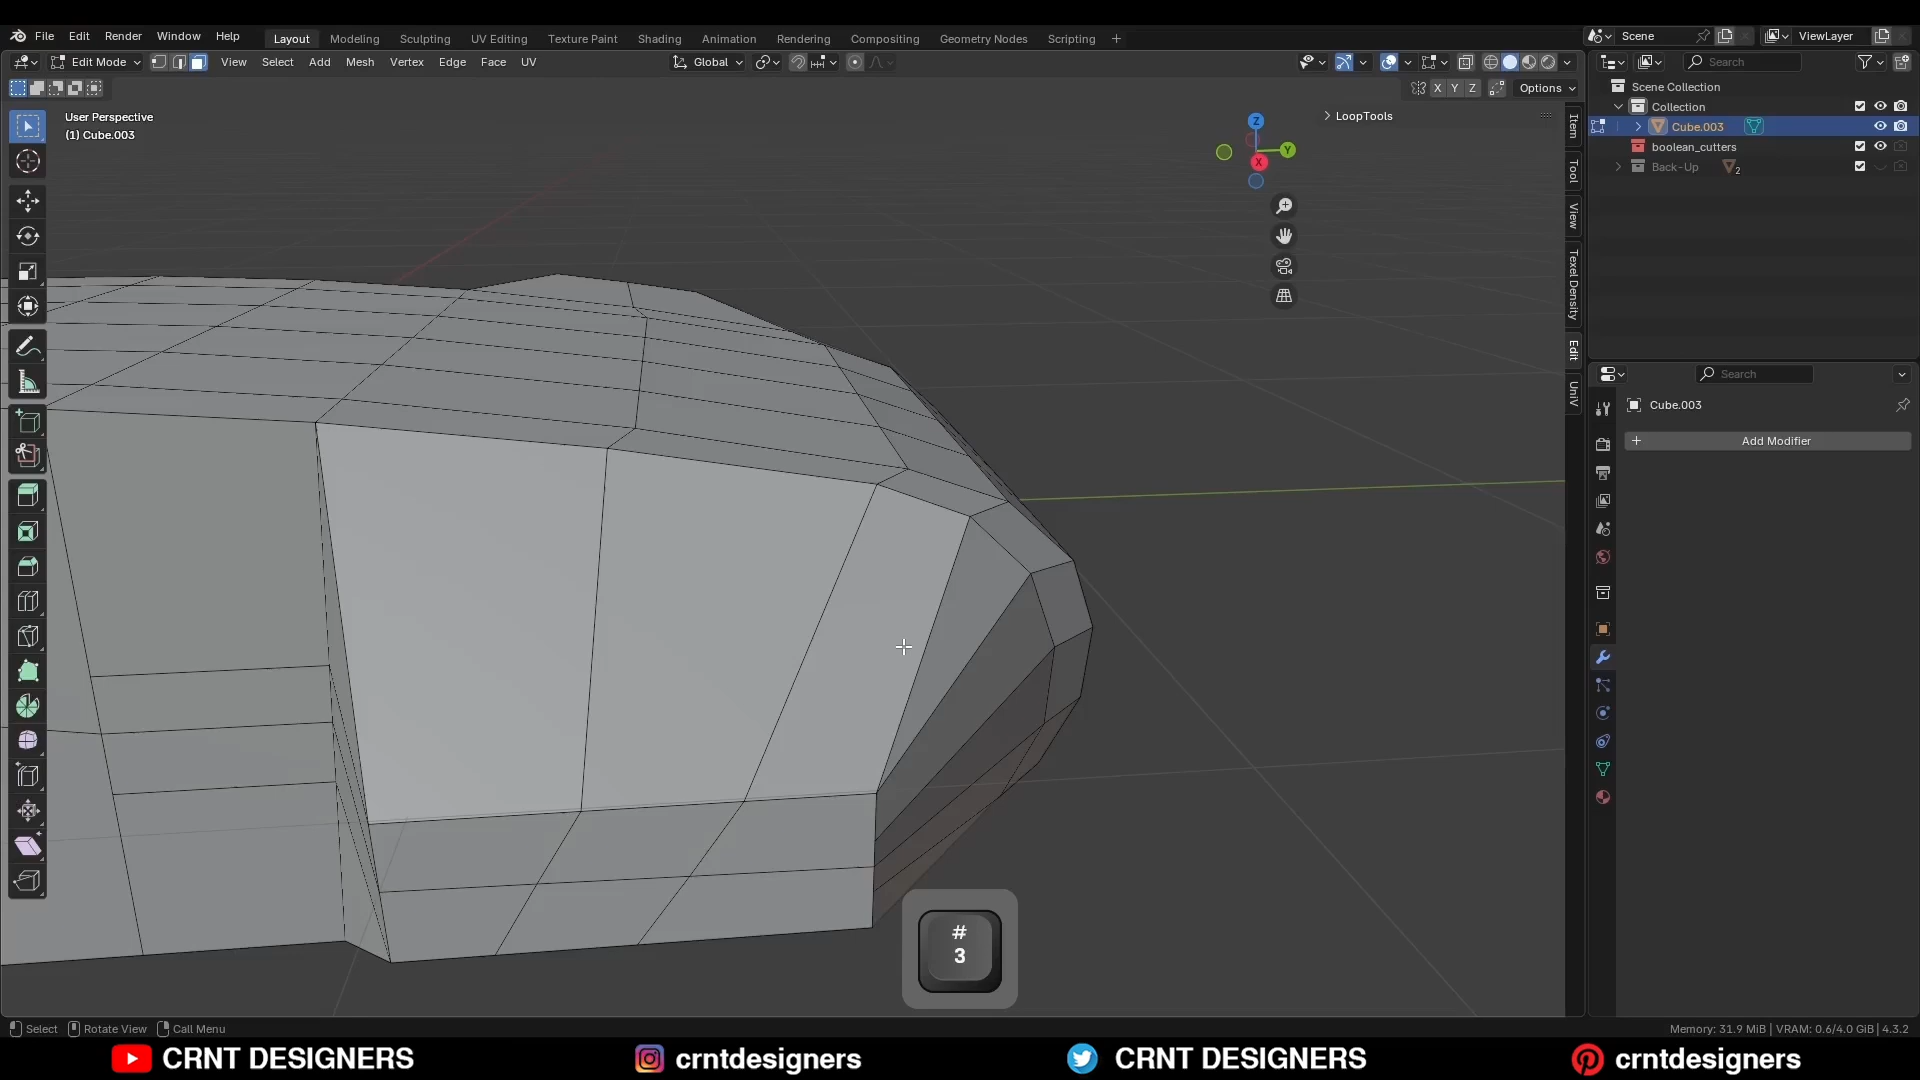 File Edit Render Window Help Layout Modeling Sculpting UV Editing Texture Paint Shading Animation Rendering Compositing Geometry Nodes Scripting + Scene ViewLayer
Edit Mode View Select Add Mesh Vertex Edge Face UV Global Search
X Y Z Options
User Perspective
(1) Cube.003
LoopTools
Z
Y
X
Item
Tool
View
Texel Density
Edit
UniV
Scene Collection
Collection
Cube.003
boolean_cutters
Back-Up 2
Search
Cube.003
+ Add Modifier
#
3
Select Rotate View Call Menu
Memory: 31.9 MiB | VRAM: 0.6/4.0 GiB | 4.3.2
CRNT DESIGNERS crntdesigners CRNT DESIGNERS crntdesigners